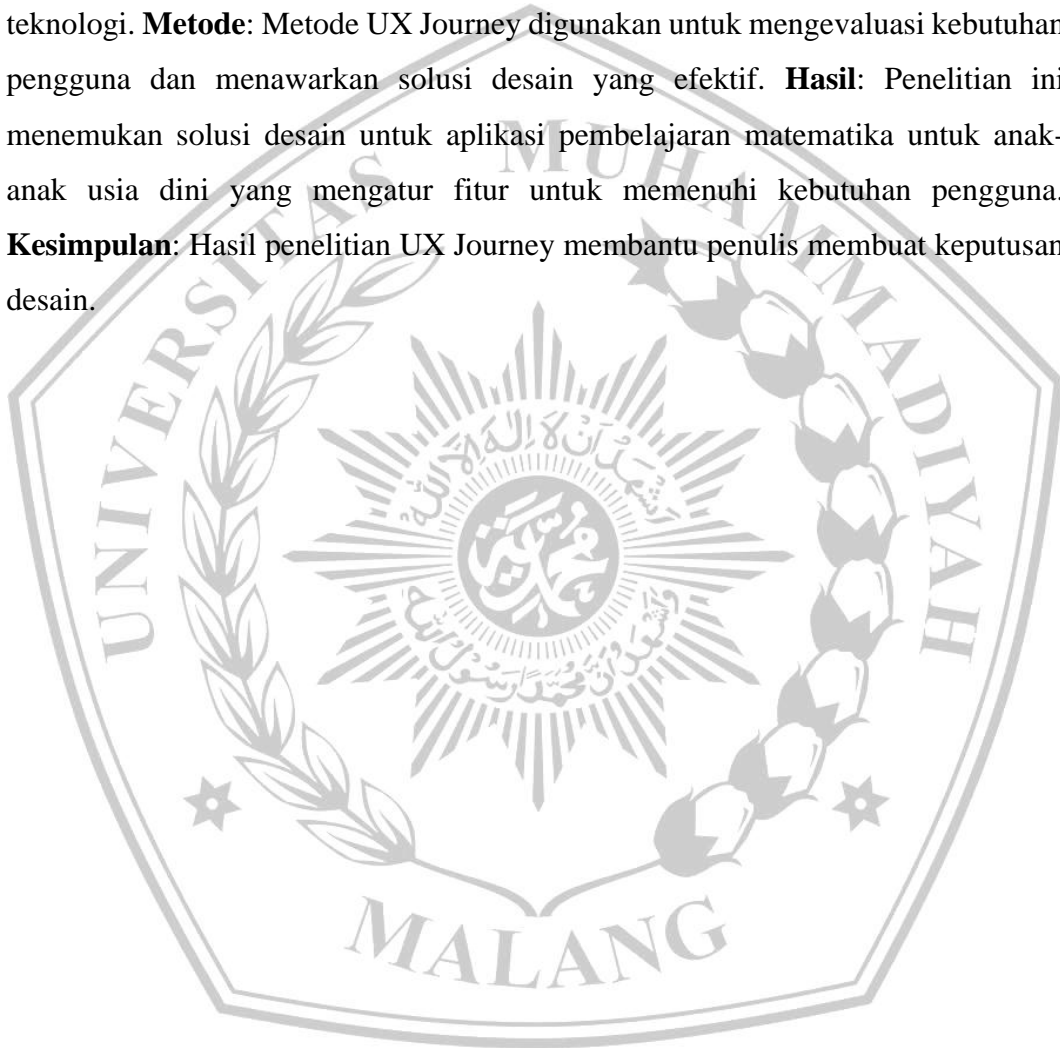 teknologi. Metode: Metode UX Journey digunakan untuk mengevaluasi kebutuhan
pengguna dan menawarkan solusi desain yang efektif. Hasil: Penelitian ini
menemukan solusi desain untuk aplikasi pembelajaran matematika untuk anak-
anak usia dini yang mengatur fitur untuk memenuhi kebutuhan pengguna.
Kesimpulan: Hasil penelitian UX Journey membantu penulis membuat keputusan
desain.
UNIVERSITAS MUHAMMADIYAH
MALANG